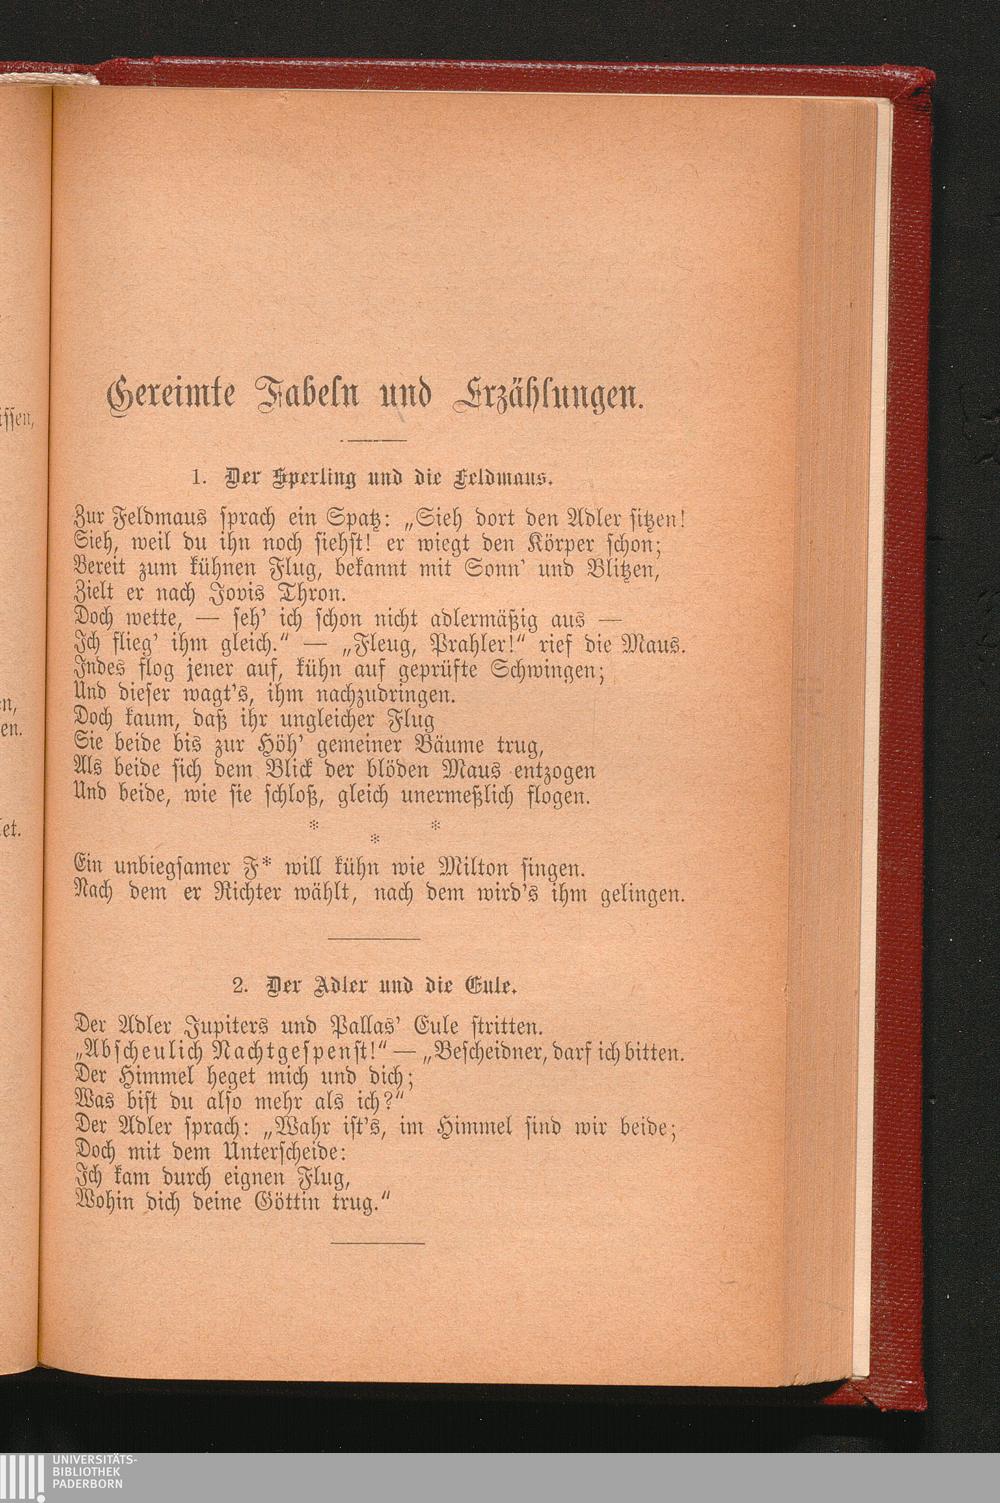 issen,
en,
en.
et.
Gereimte Fabeln und Erzählungen.
1. Der Sperling und die Feldmaus.
Zur Feldmaus sprach ein Spatz: „Sieh dort den Adler sitzen!
Sieh, weil du ihn noch siehst! er wiegt den Körper schon;
Bereit zum kühnen Flug, bekannt mit Sonn' und Blitzen,
Zielt er nach Jovis Thron.
Doch wette, — seh' ich schon nicht adlermäßig aus —
Ich flieg' ihm gleich.“ — „Fleug, Prahler!“ rief die Maus.
Indes flog jener auf, kühn auf geprüfte Schwingen;
Und dieser wagt's, ihm nachzudringen.
Doch kaum, daß ihr ungleicher Flug
Sie beide bis zur Höh' gemeiner Bäume trug,
Als beide sich dem Blick der blöden Maus entzogen
Und beide, wie sie schloß, gleich unermeßlich flogen.
* * *
Ein unbiegsamer F* will kühn wie Milton singen.
Nach dem er Richter wählt, nach dem wird's ihm gelingen.
2. Der Adler und die Eule.
Der Adler Jupiters und Pallas' Eule stritten.
„Abscheulich Nachtgespenst!“ — „Bescheidner, darf ich bitten.
Der Himmel heget mich und dich;
Was bist du also mehr als ich?“
Der Adler sprach: „Wahr ist's, im Himmel sind wir beide;
Doch mit dem Unterscheide:
Ich kam durch eignen Flug,
Wohin dich deine Göttin trug.“
UNIVERSITÄTS-
BIBLIOTHEK
PADERBORN